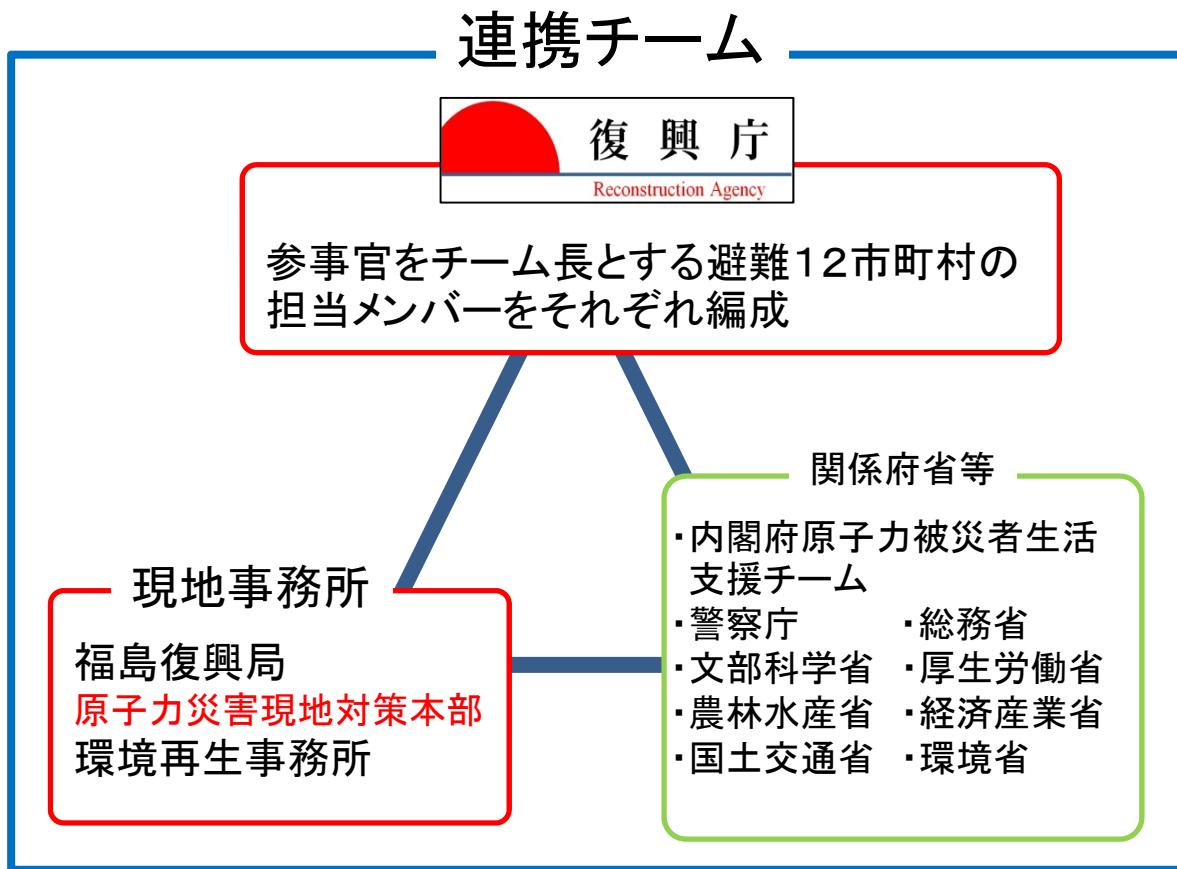 連携チーム
復興庁
Reconstruction Agency
参事官をチーム長とする避難12市町村の
担当メンバーをそれぞれ編成
関係府省等
・内閣府原子力被災者生活
支援チーム
・警察庁 ・総務省
・文部科学省 ・厚生労働省
・農林水産省 ・経済産業省
・国土交通省 ・環境省
現地事務所
福島復興局
原子力災害現地対策本部
環境再生事務所